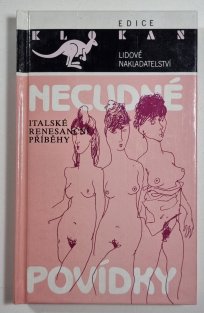 EDICE
KLOKAN
LIDOVÉ
NAKLADATELSTVÍ
NECUDNÉ
ITALSKÉ
RENESANČNÍ
PŘÍBĚHY
POVÍDKY